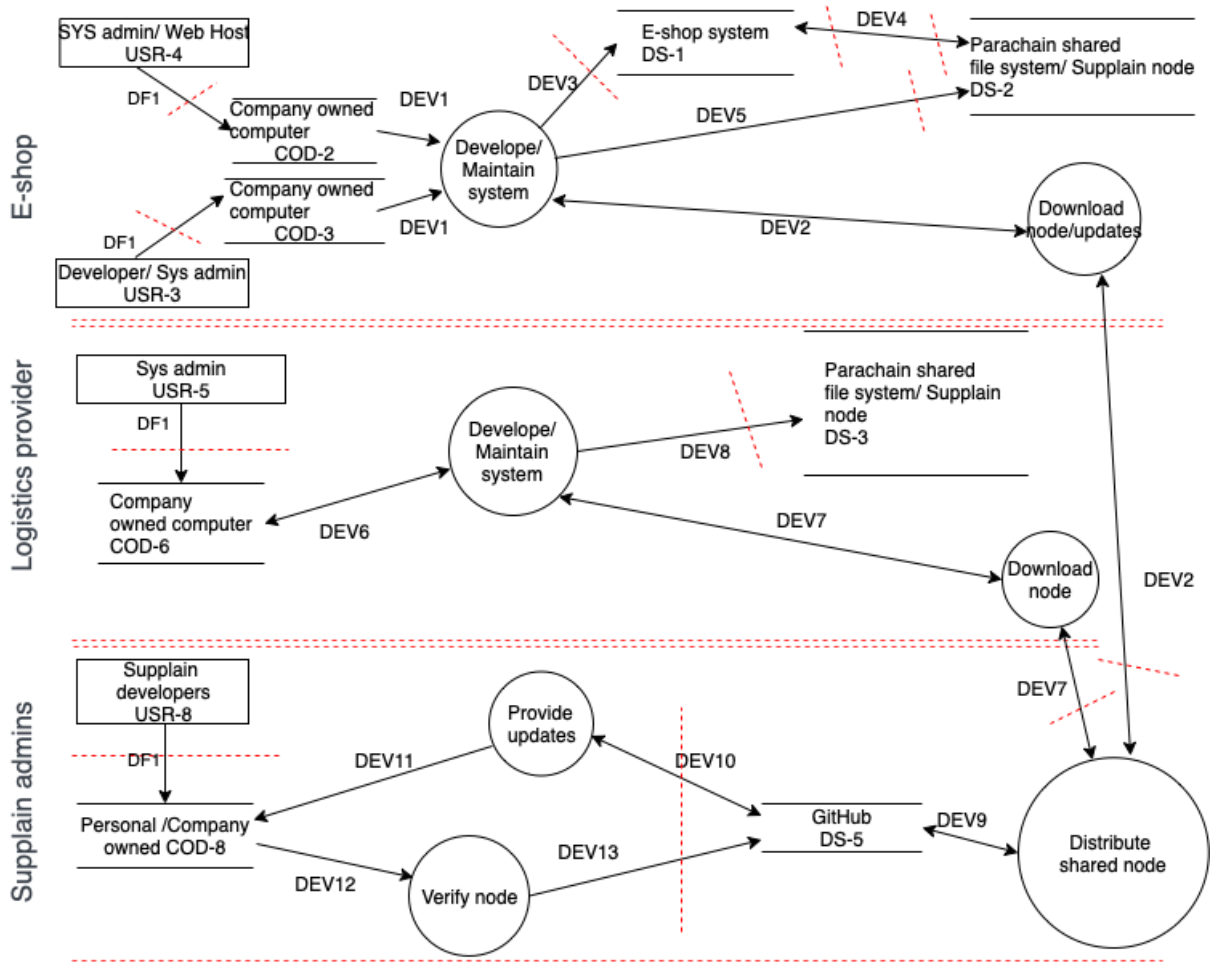 E-shop
SYS admin/ Web Host
USR-4
DF1
Company owned
computer
COD-2
DEV1
Company owned
computer
COD-3
DEV1
DF1
Developer/ Sys admin
USR-3
Develope/
Maintain
system
DEV3
E-shop system
DS-1
DEV4
Parachain shared
file system/ Supplain node
DS-2
DEV5
DEV2
Download
node/updates
Logistics provider
Sys admin
USR-5
DF1
Company
owned computer
COD-6
DEV6
Develope/
Maintain
system
DEV8
Parachain shared
file system/ Supplain
node
DS-3
DEV7
Download
node
DEV2
DEV7
Supplain admins
Supplain
developers
USR-8
DF1
Personal /Company
owned COD-8
DEV11
Provide
updates
DEV10
DEV12
Verify node
DEV13
GitHub
DS-5
DEV9
Distribute
shared node